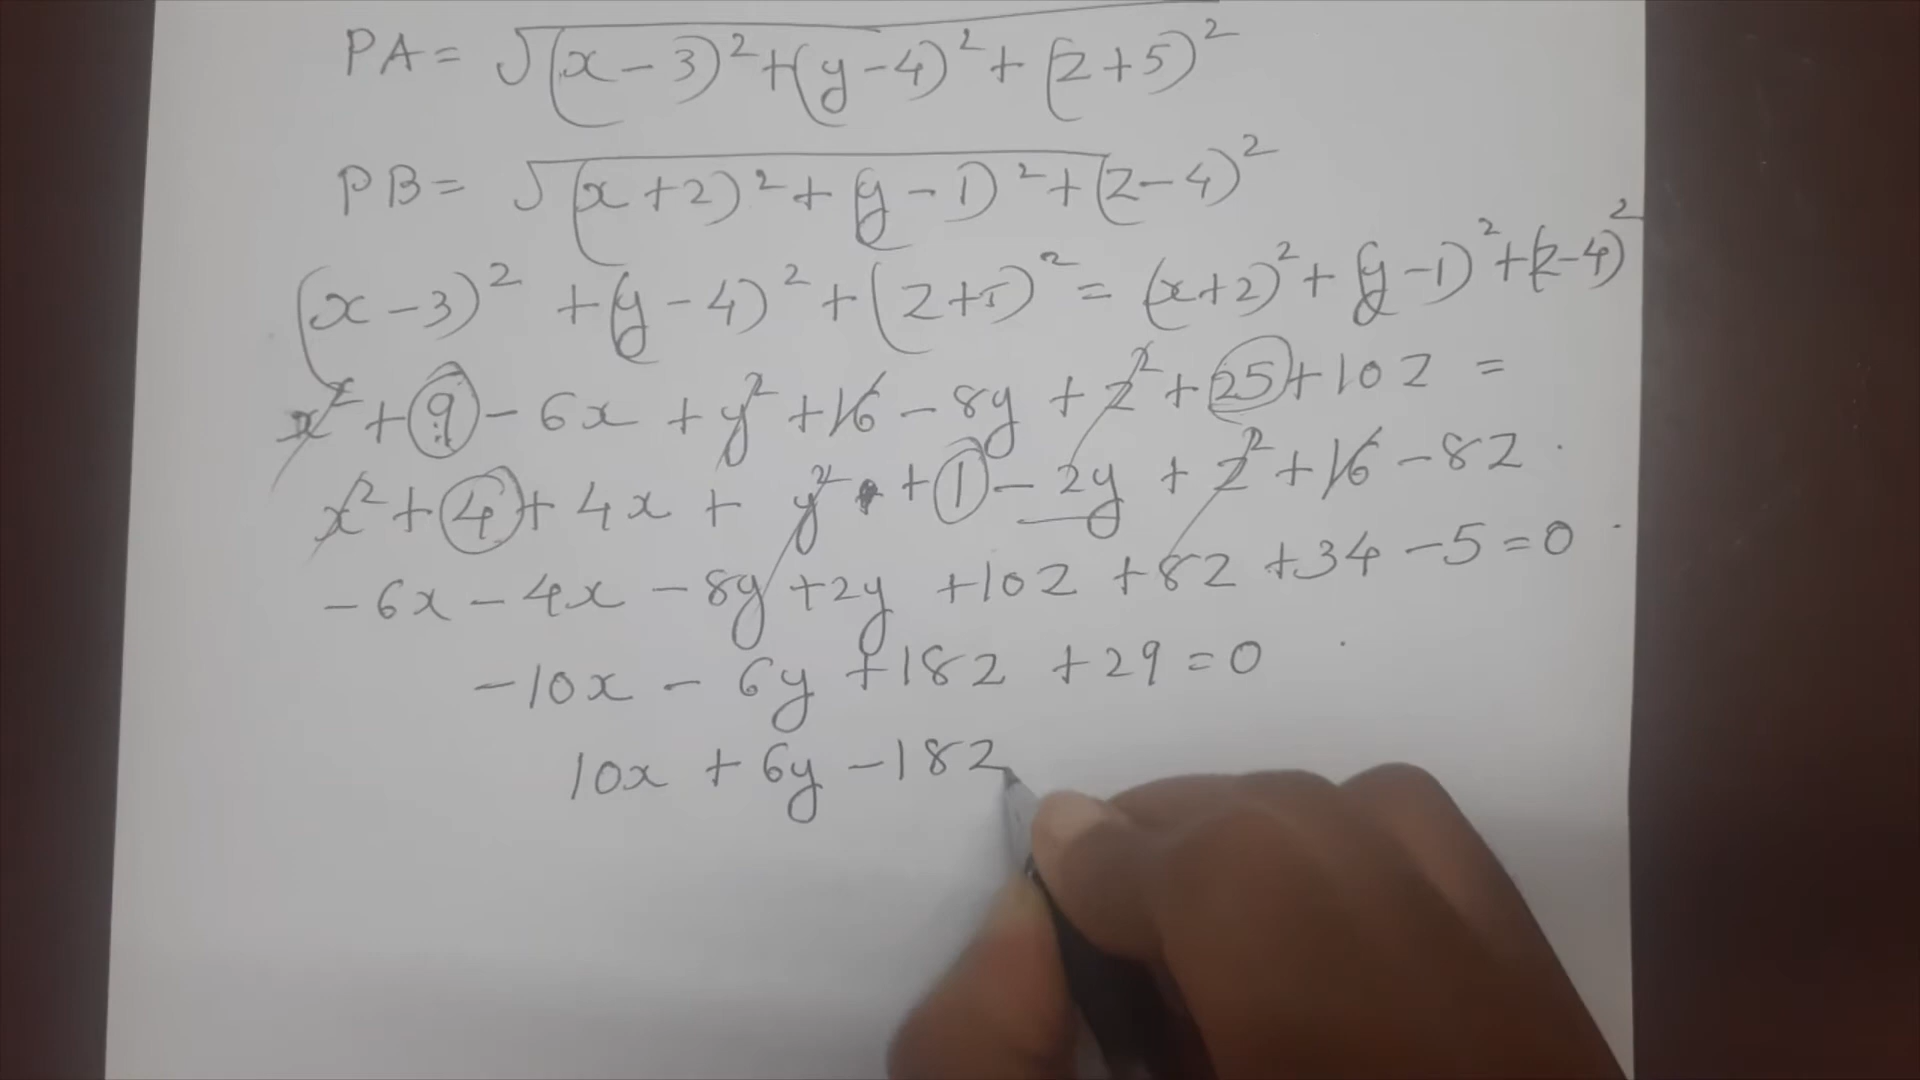 PA = √(x-3)²+(y-4)²+(z+5)²
PB = √(x+2)²+(y-1)²+(z-4)²
(x-3)²+(y-4)²+(z+5)² = (x+2)²+(y-1)²+(z-4)²
x²+9-6x+y²+16-8y+z²+25+10z =
x²+4+4x+y²+1-2y+z²+16-8z.
-6x-4x-8y+2y+10z+8z+34-5=0.
-10x-6y+18z+29=0.
10x+6y-18z